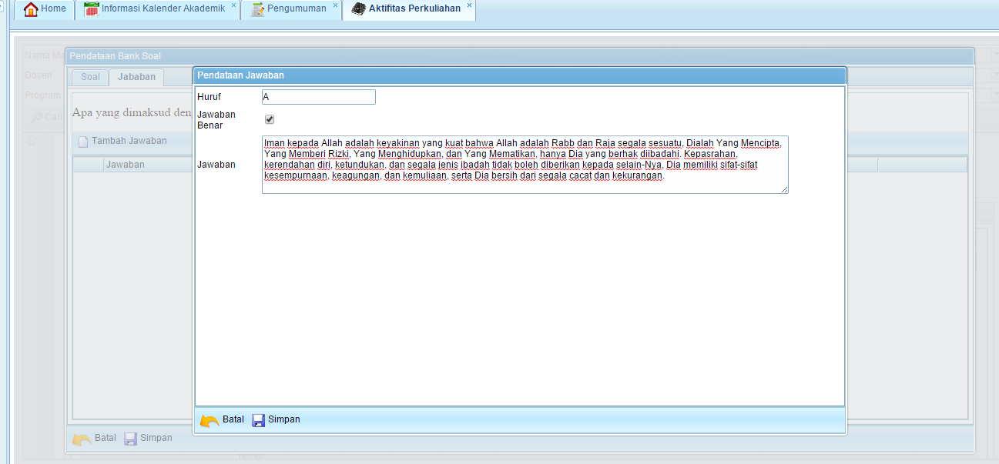 Home
Informasi Kalender Akademik
Pengumuman
Aktifitas Perkuliahan
Nama Ma
Pendataan Bank Soal
Dosen
Soal
Jababan
Program
Cari
Apa yang dimaksud den
Tambah Jawaban
Jawaban
Pendataan Jawaban
Huruf
A
Jawaban
Benar
Jawaban
Iman kepada Allah adalah keyakinan yang kuat bahwa Allah adalah Rabb dan Raja segala sesuatu, Dialah Yang Mencipta,
Yang Memberi Rizki, Yang Menghidupkan, dan Yang Mematikan, hanya Dia yang berhak diibadahi. Kepasrahan,
kerendahan diri, ketundukan, dan segala jenis ibadah tidak boleh diberikan kepada selain-Nya, Dia memiliki sifat-sifat
kesempurnaan, keagungan, dan kemuliaan, serta Dia bersih dari segala cacat dan kekurangan.
Batal
Simpan
Batal
Simpan